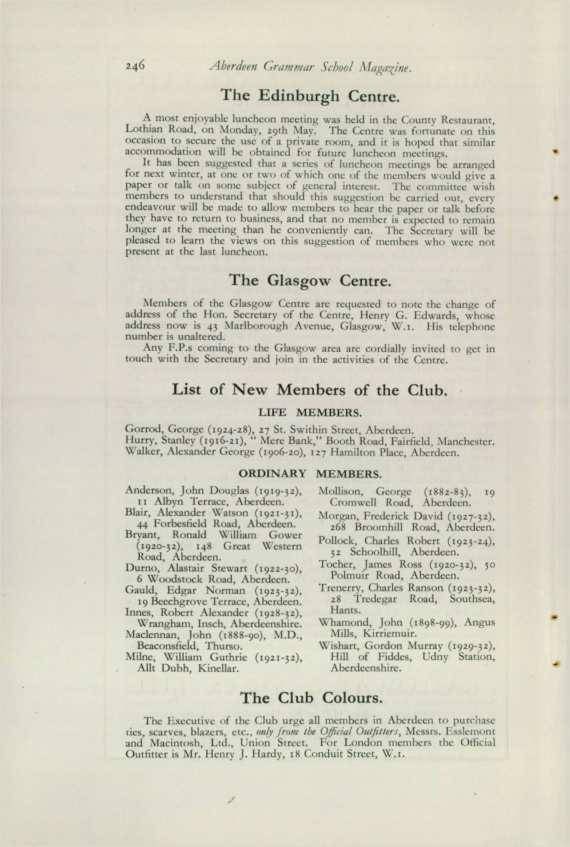 246 Aberdeen Grammar School Magazine.
The Edinburgh Centre.
A most enjoyable luncheon meeting was held in the County Restaurant,
Lothian Road, on Monday, 29th May. The Centre was fortunate on this
occasion to secure the use of a private room, and it is hoped that similar
accommodation will be obtained for future luncheon meetings.
It has been suggested that a series of luncheon meetings be arranged
for next winter, at one or two of which one of the members would give a
paper or talk on some subject of general interest. The committee wish
members to understand that should this suggestion be carried out, every
endeavour will be made to allow members to hear the paper or talk before
they have to return to business, and that no member is expected to remain
longer at the meeting than he conveniently can. The Secretary will be
pleased to learn the views on this suggestion of members who were not
present at the last luncheon.
The Glasgow Centre.
Members of the Glasgow Centre are requested to note the change of
address of the Hon. Secretary of the Centre, Henry G. Edwards, whose
address now is 43 Marlborough Avenue, Glasgow, W.1. His telephone
number is unaltered.
Any F.P.s coming to the Glasgow area are cordially invited to get in
touch with the Secretary and join in the activities of the Centre.
List of New Members of the Club.
LIFE MEMBERS.
Gorrod, George (1924-28), 27 St. Swithin Street, Aberdeen.
Hurry, Stanley (1916-21), " Mere Bank," Booth Road, Fairfield, Manchester.
Walker, Alexander George (1906-20), 127 Hamilton Place, Aberdeen.
ORDINARY MEMBERS.
Anderson, John Douglas (1919-32),
11 Albyn Terrace, Aberdeen.
Blair, Alexander Watson (1921-31),
44 Forbesfield Road, Aberdeen.
Bryant, Ronald William Gower
(1920-32), 148 Great Western
Road, Aberdeen.
Durno, Alastair Stewart (1922-30),
6 Woodstock Road, Aberdeen.
Gauld, Edgar Norman (1923-32),
19 Beechgrove Terrace, Aberdeen.
Innes, Robert Alexander (1928-32),
Wrangham, Insch, Aberdeenshire.
Maclennan, John (1888-90), M.D.,
Beaconsfield, Thurso.
Milne, William Guthrie (1921-32),
Allt Dubh, Kinellar.
Mollison, George (1882-83), 19
Cromwell Road, Aberdeen.
Morgan, Frederick David (1927-32),
268 Broomhill Road, Aberdeen.
Pollock, Charles Robert (1923-24),
32 Schoolhill, Aberdeen.
Tocher, James Ross (1920-32), 50
Polmuir Road, Aberdeen.
Trenerry, Charles Ranson (1923-32),
28 Tredegar Road, Southsea,
Hants.
Whamond, John (1898-99), Angus
Mills, Kirriemuir.
Wishart, Gordon Murray (1929-32),
Hill of Fiddes, Udny Station,
Aberdeenshire.
The Club Colours.
The Executive of the Club urge all members in Aberdeen to purchase
ties, scarves, blazers, etc., only from the Official Outfitters, Messrs. Esslemont
and Macintosh, Ltd., Union Street. For London members the Official
Outfitter is Mr. Henry J. Hardy, 18 Conduit Street, W.1.